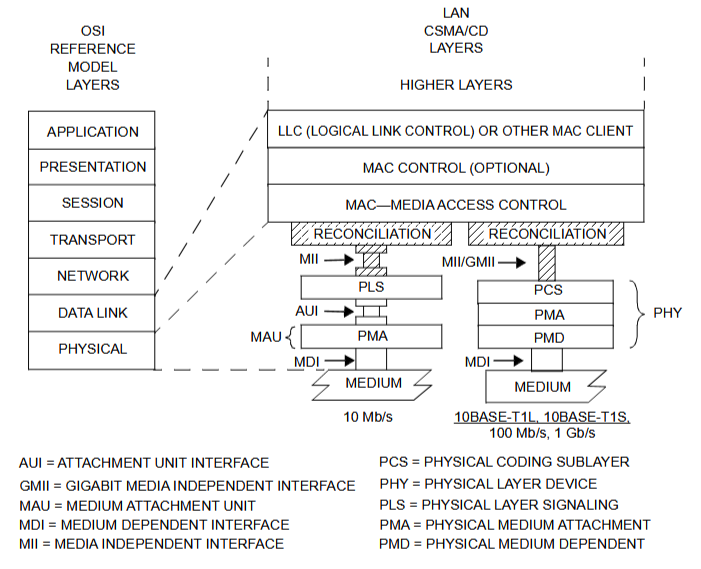 OSI
REFERENCE
MODEL
LAYERS
LAN
CSMA/CD
LAYERS
HIGHER LAYERS
APPLICATION
PRESENTATION
SESSION
TRANSPORT
NETWORK
DATA LINK
PHYSICAL
LLC (LOGICAL LINK CONTROL) OR OTHER MAC CLIENT
MAC CONTROL (OPTIONAL)
MAC—MEDIA ACCESS CONTROL
RECONCILIATION
MII
PLS
AUI
MAU
PMA
MDI
MEDIUM
10 Mb/s
RECONCILIATION
MII/GMII
PCS
PMA
PMD
PHY
MDI
MEDIUM
10BASE-T1L, 10BASE-T1S,
100 Mb/s, 1 Gb/s
AUI = ATTACHMENT UNIT INTERFACE
GMII = GIGABIT MEDIA INDEPENDENT INTERFACE
MAU = MEDIUM ATTACHMENT UNIT
MDI = MEDIUM DEPENDENT INTERFACE
MII = MEDIA INDEPENDENT INTERFACE
PCS = PHYSICAL CODING SUBLAYER
PHY = PHYSICAL LAYER DEVICE
PLS = PHYSICAL LAYER SIGNALING
PMA = PHYSICAL MEDIUM ATTACHMENT
PMD = PHYSICAL MEDIUM DEPENDENT